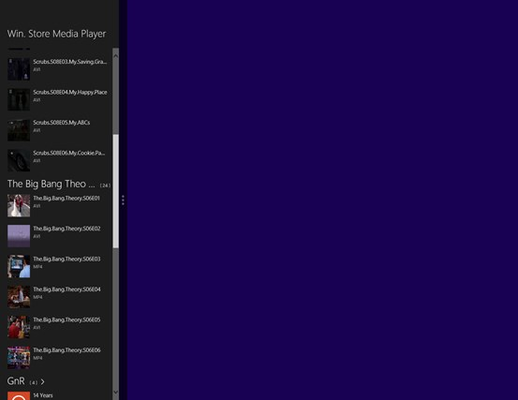 Win. Store Media Player
Scrubs.S08E03.My.Saving.Gra...
AVI
Scrubs.S08E04.My.Happy.Place
AVI
Scrubs.S08E05.My.ABCs
AVI
Scrubs.S08E06.My.Cookie.Pa...
AVI
The Big Bang Theo ... [24]
The.Big.Bang.Theory.S06E01
AVI
The.Big.Bang.Theory.S06E02
AVI
The.Big.Bang.Theory.S06E03
MP4
The.Big.Bang.Theory.S06E04
AVI
The.Big.Bang.Theory.S06E05
AVI
The.Big.Bang.Theory.S06E06
MP4
GnR [4] >
14 Years